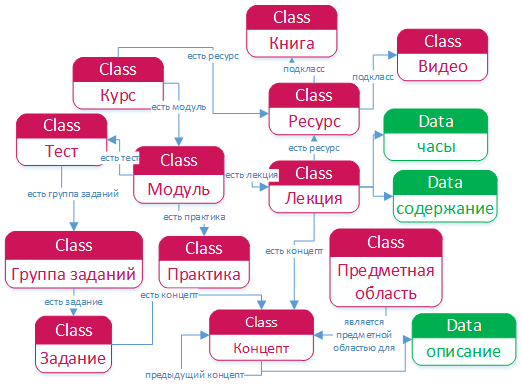 Class
Книга
Class
Видео
Class
Курс
есть ресурс
подкласс
подкласс
Class
Ресурс
есть модуль
Class
Тест
есть тест
Class
Модуль
есть ресурс
Data
часы
есть лекция
Class
Лекция
Data
содержание
есть группа заданий
есть практика
Class
Группа заданий
Class
Практика
есть концепт
Class
Предметная
область
есть задание
есть концепт
Class
Задание
Class
Концепт
является
предметной
областью для
Data
описание
предыдущий концепт